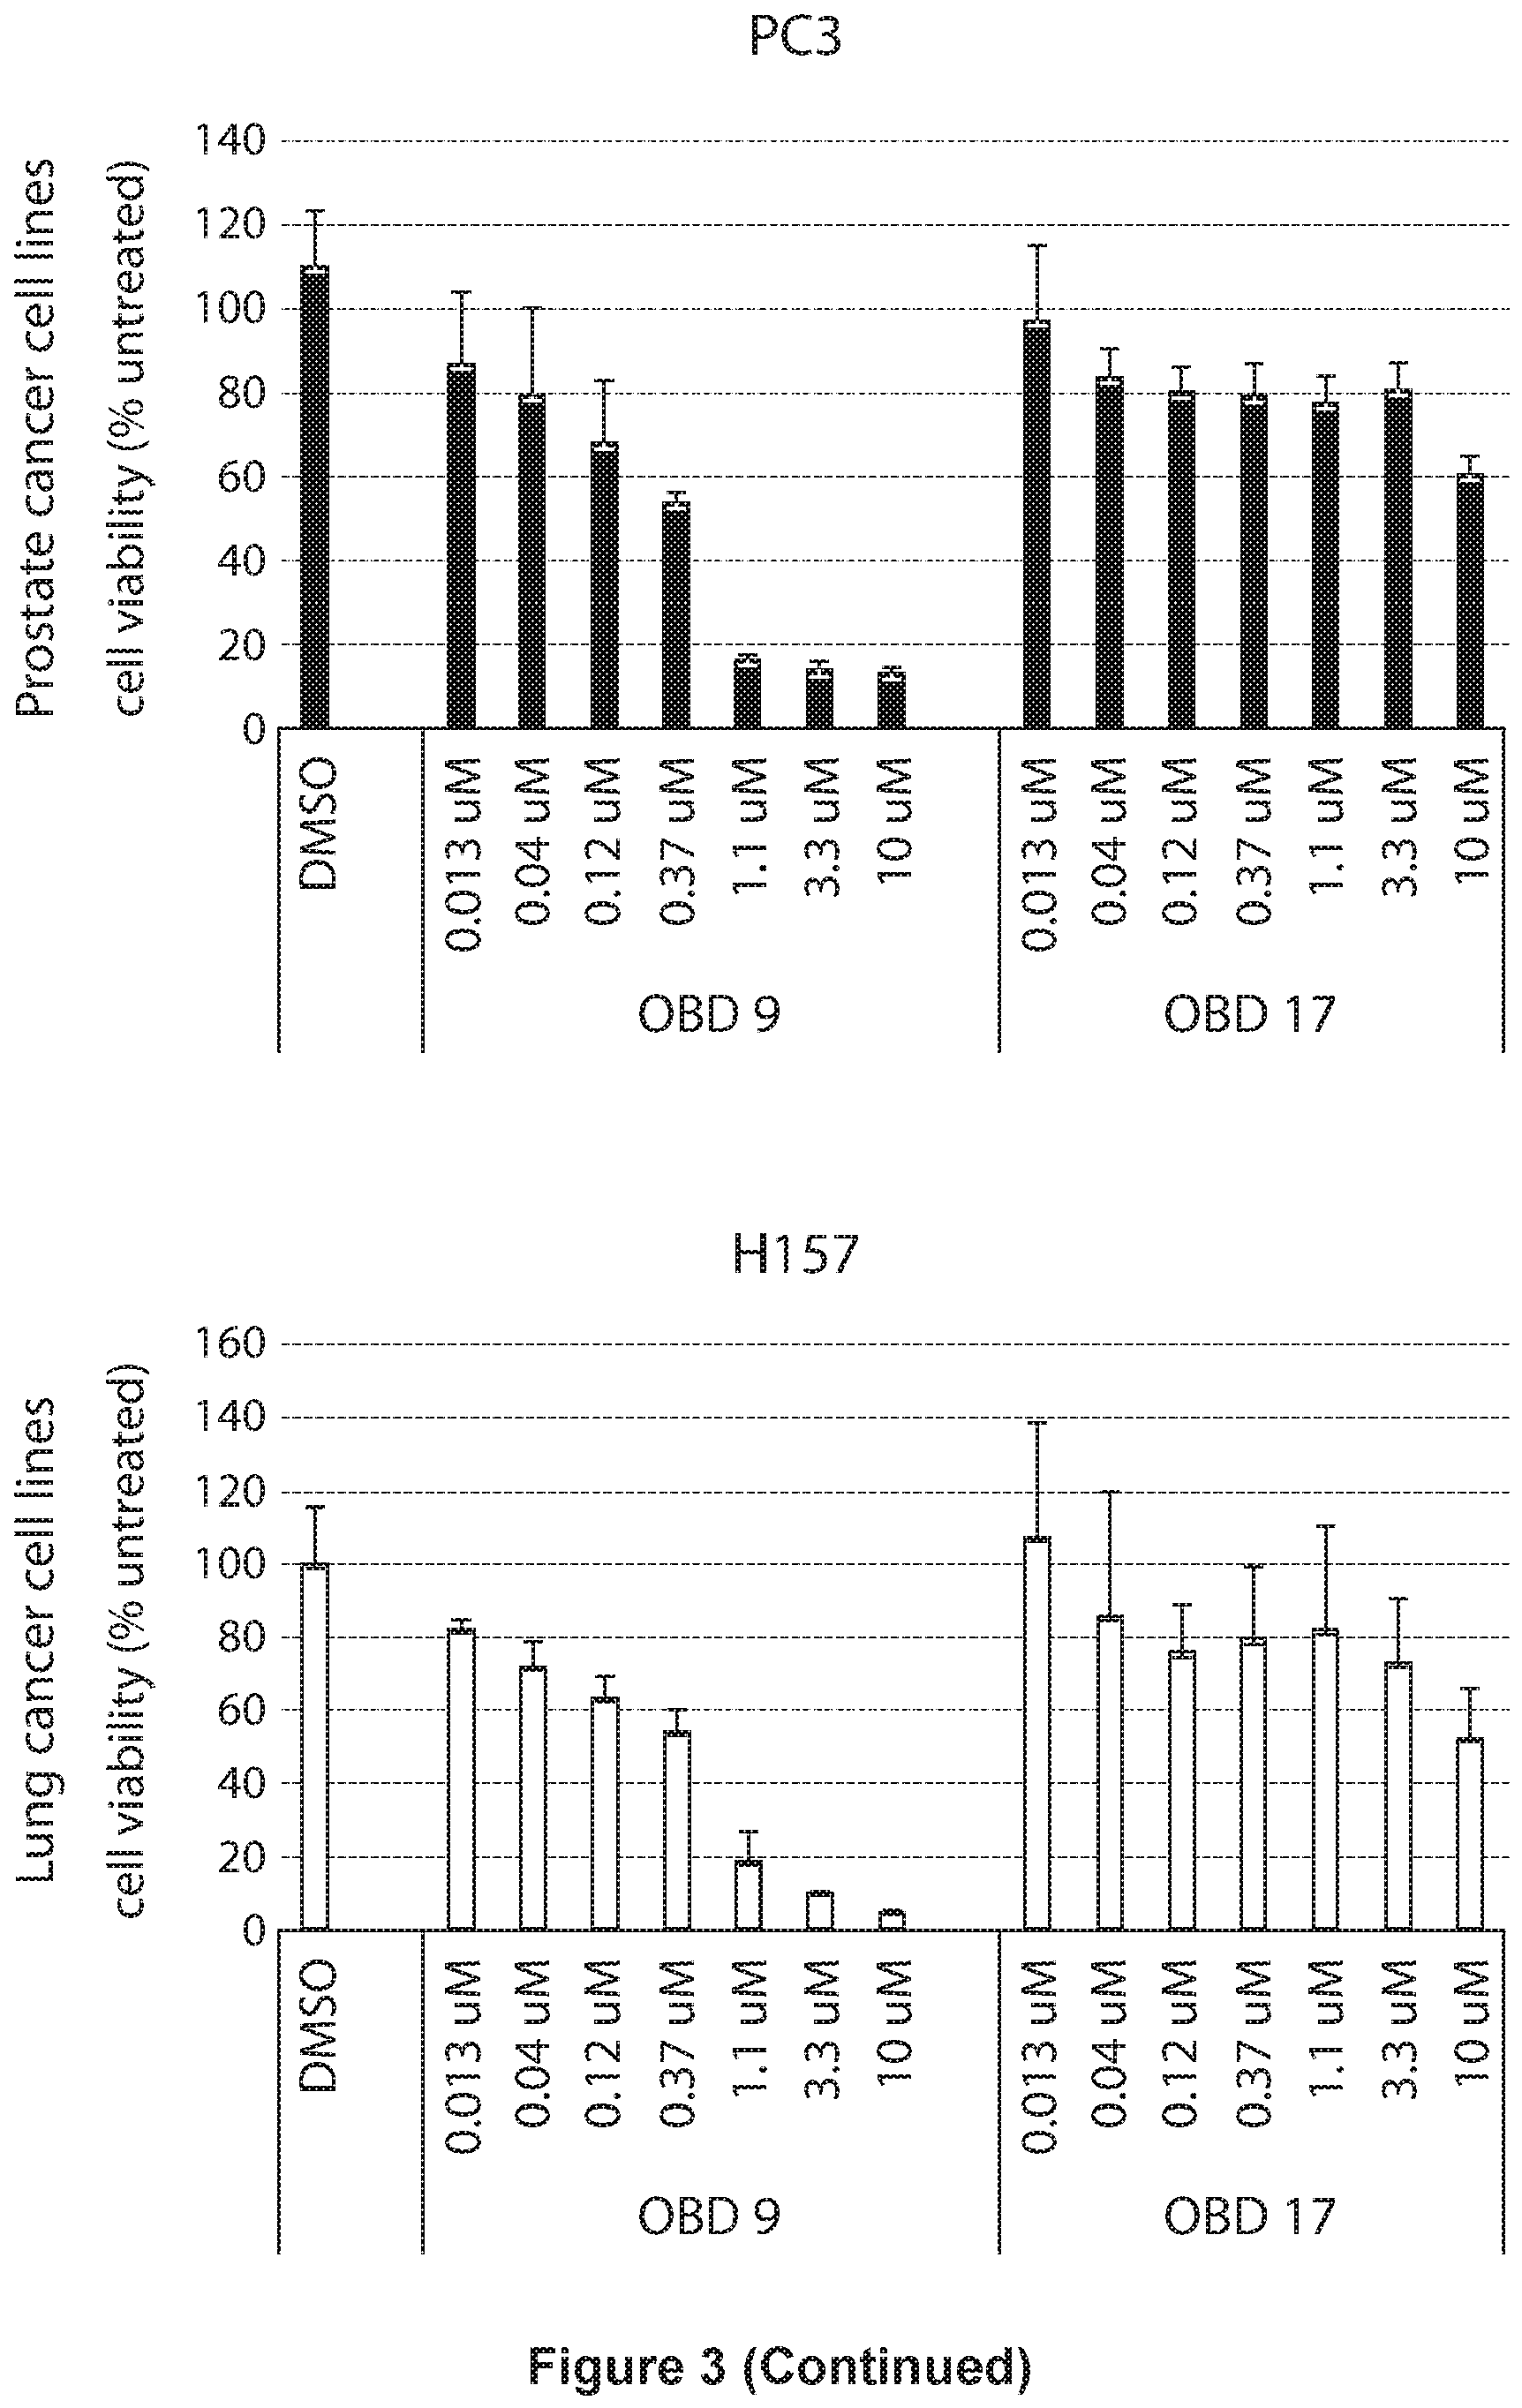 PC3
Prostate cancer cell lines
cell viability (% untreated)
140
120
100
80
60
40
20
0
DMSO
0.013 uM
0.04 uM
0.12 uM
0.37 uM
1.1 uM
3.3 uM
10 uM
0.013 uM
0.04 uM
0.12 uM
0.37 uM
1.1 uM
3.3 uM
10 uM
OBD 9
OBD 17
H157
Lung cancer cell lines
cell viability (% untreated)
160
140
120
100
80
60
40
20
0
DMSO
0.013 uM
0.04 uM
0.12 uM
0.37 uM
1.1 uM
3.3 uM
10 uM
0.013 uM
0.04 uM
0.12 uM
0.37 uM
1.1 uM
3.3 uM
10 uM
OBD 9
OBD 17
Figure 3 (Continued)